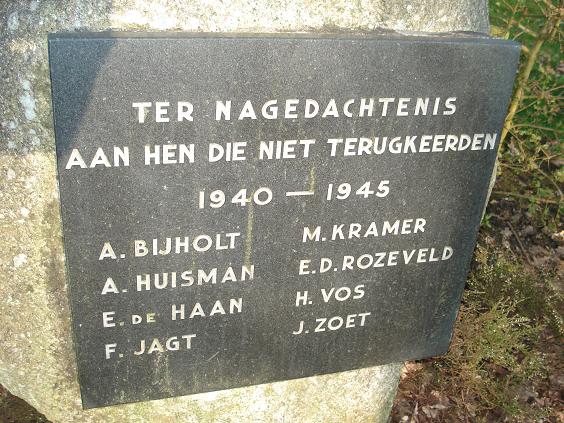 TER NAGEDACHTENIS
AAN HEN DIE NIET TERUGKEERDEN
1940 — 1945
A. BIJHOLT
A. HUISMAN
E. DE HAAN
F. JAGT
M. KRAMER
E.D. ROZEVELD
H. VOS
J. ZOET